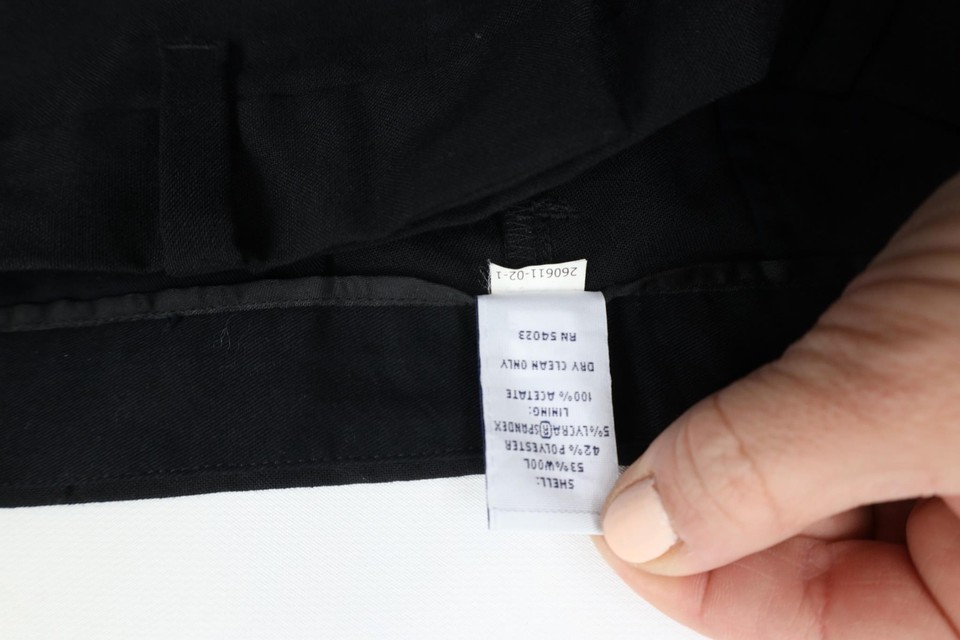 SHELL:
53%WOOL
42% POLYESTER
5%LYCRA®SPANDEX
LINING:
100% ACETATE
DRY CLEAN ONLY
RN 54023
260611-02-1